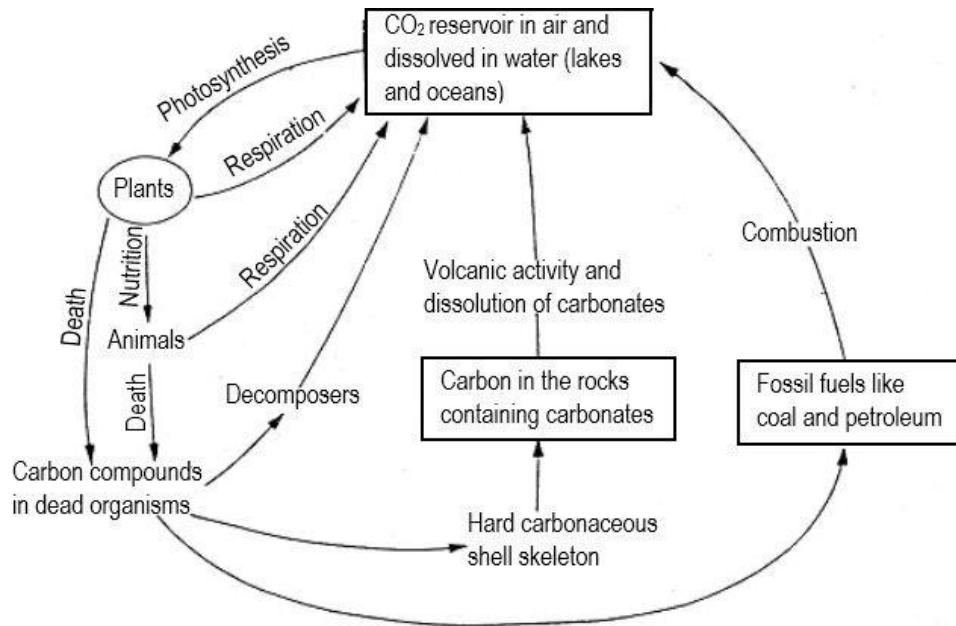 CO₂ reservoir in air and
dissolved in water (lakes
and oceans)
Photosynthesis
Respiration
Plants
Respiration
Nutrition
Death
Animals
Death
Decomposers
Carbon compounds
in dead organisms
Volcanic activity and
dissolution of carbonates
Carbon in the rocks
containing carbonates
Hard carbonaceous
shell skeleton
Combustion
Fossil fuels like
coal and petroleum